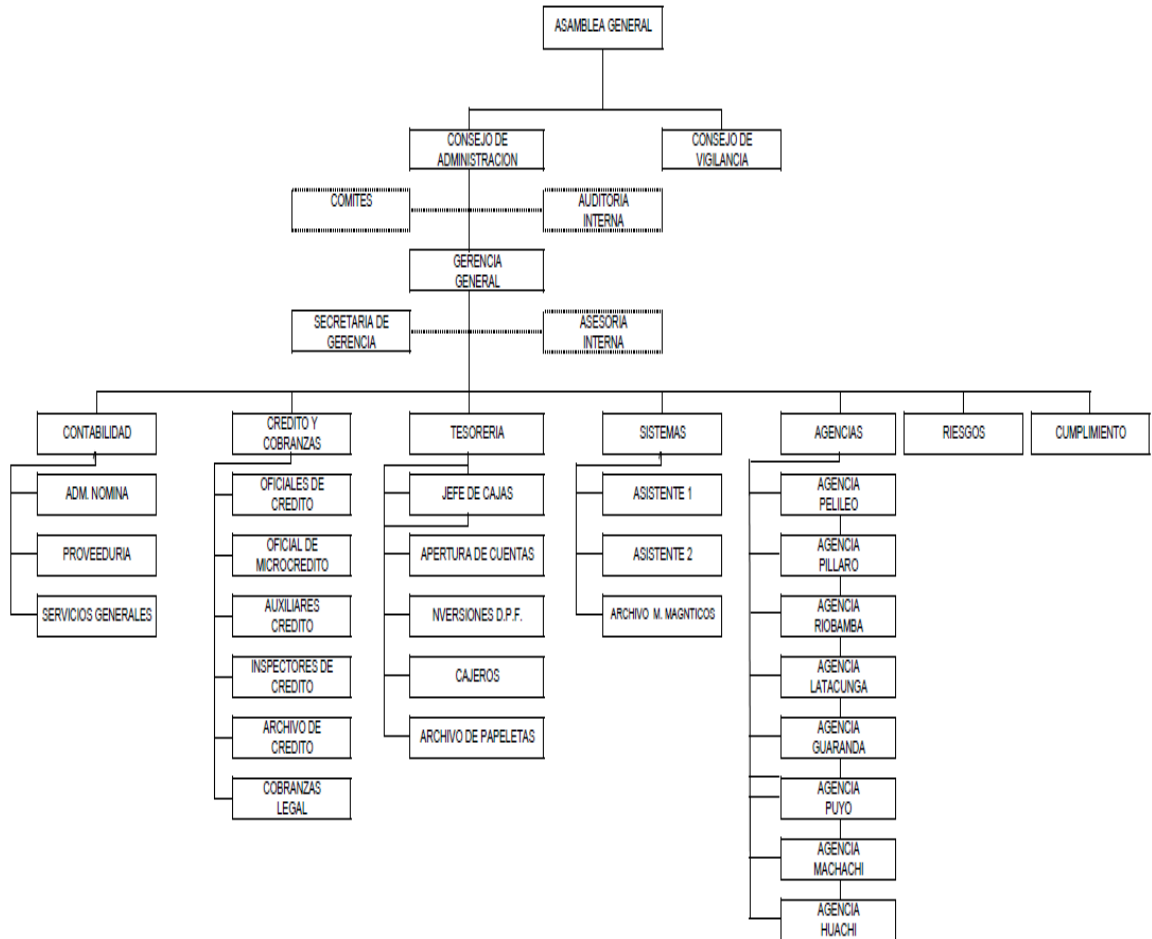 ASAMBLEA GENERAL
CONSEJO DE
ADMINISTRACION
CONSEJO DE
VIGILANCIA
COMITES
AUDITORIA
INTERNA
GERENCIA
GENERAL
SECRETARIA DE
GERENCIA
ASESORIA
INTERNA
CONTABILIDAD
CREDITO Y
COBRANZAS
TESORERIA
SISTEMAS
AGENCIAS
RIESGOS
CUMPLIMIENTO
ADM. NOMINA
PROVEEDURIA
SERVICIOS GENERALES
OFICIALES DE
CREDITO
OFICIAL DE
MICROCREDITO
AUXILIARES
CREDITO
INSPECTORES DE
CREDITO
ARCHIVO DE
CREDITO
COBRANZAS
LEGAL
JEFE DE CAJAS
APERTURA DE CUENTAS
NVERSIONES D.P.F.
CAJEROS
ARCHIVO DE PAPELETAS
ASISTENTE 1
ASISTENTE 2
ARCHIVO M. MAGNTICOS
AGENCIA
PELILEO
AGENCIA
PILLARO
AGENCIA
RIOBAMBA
AGENCIA
LATACUNGA
AGENCIA
GUARANDA
AGENCIA
PUYO
AGENCIA
MACHACHI
AGENCIA
HUACHI